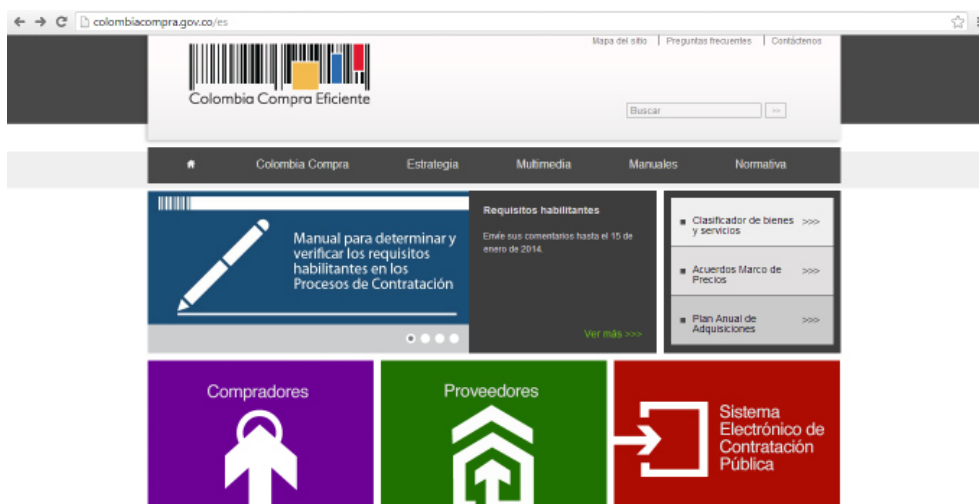 colombiacompra.gov.co/es
Mapa del sitio | Preguntas frecuentes | Contáctenos
Colombia Compra Eficiente
Buscar >>
Colombia Compra Estrategia Multimedia Manuales Normativa
Manual para determinar y
verificar los requisitos
habilitantes en los
Procesos de Contratación
Requisitos habilitantes
Envíe sus comentarios hasta el 15 de
enero de 2014.
Ver más >>>
Clasificador de bienes >>>
y servicios
Acuerdos Marco de >>>
Precios
Plan Anual de >>>
Adquisiciones
Compradores
Proveedores
Sistema
Electrónico de
Contratación
Pública